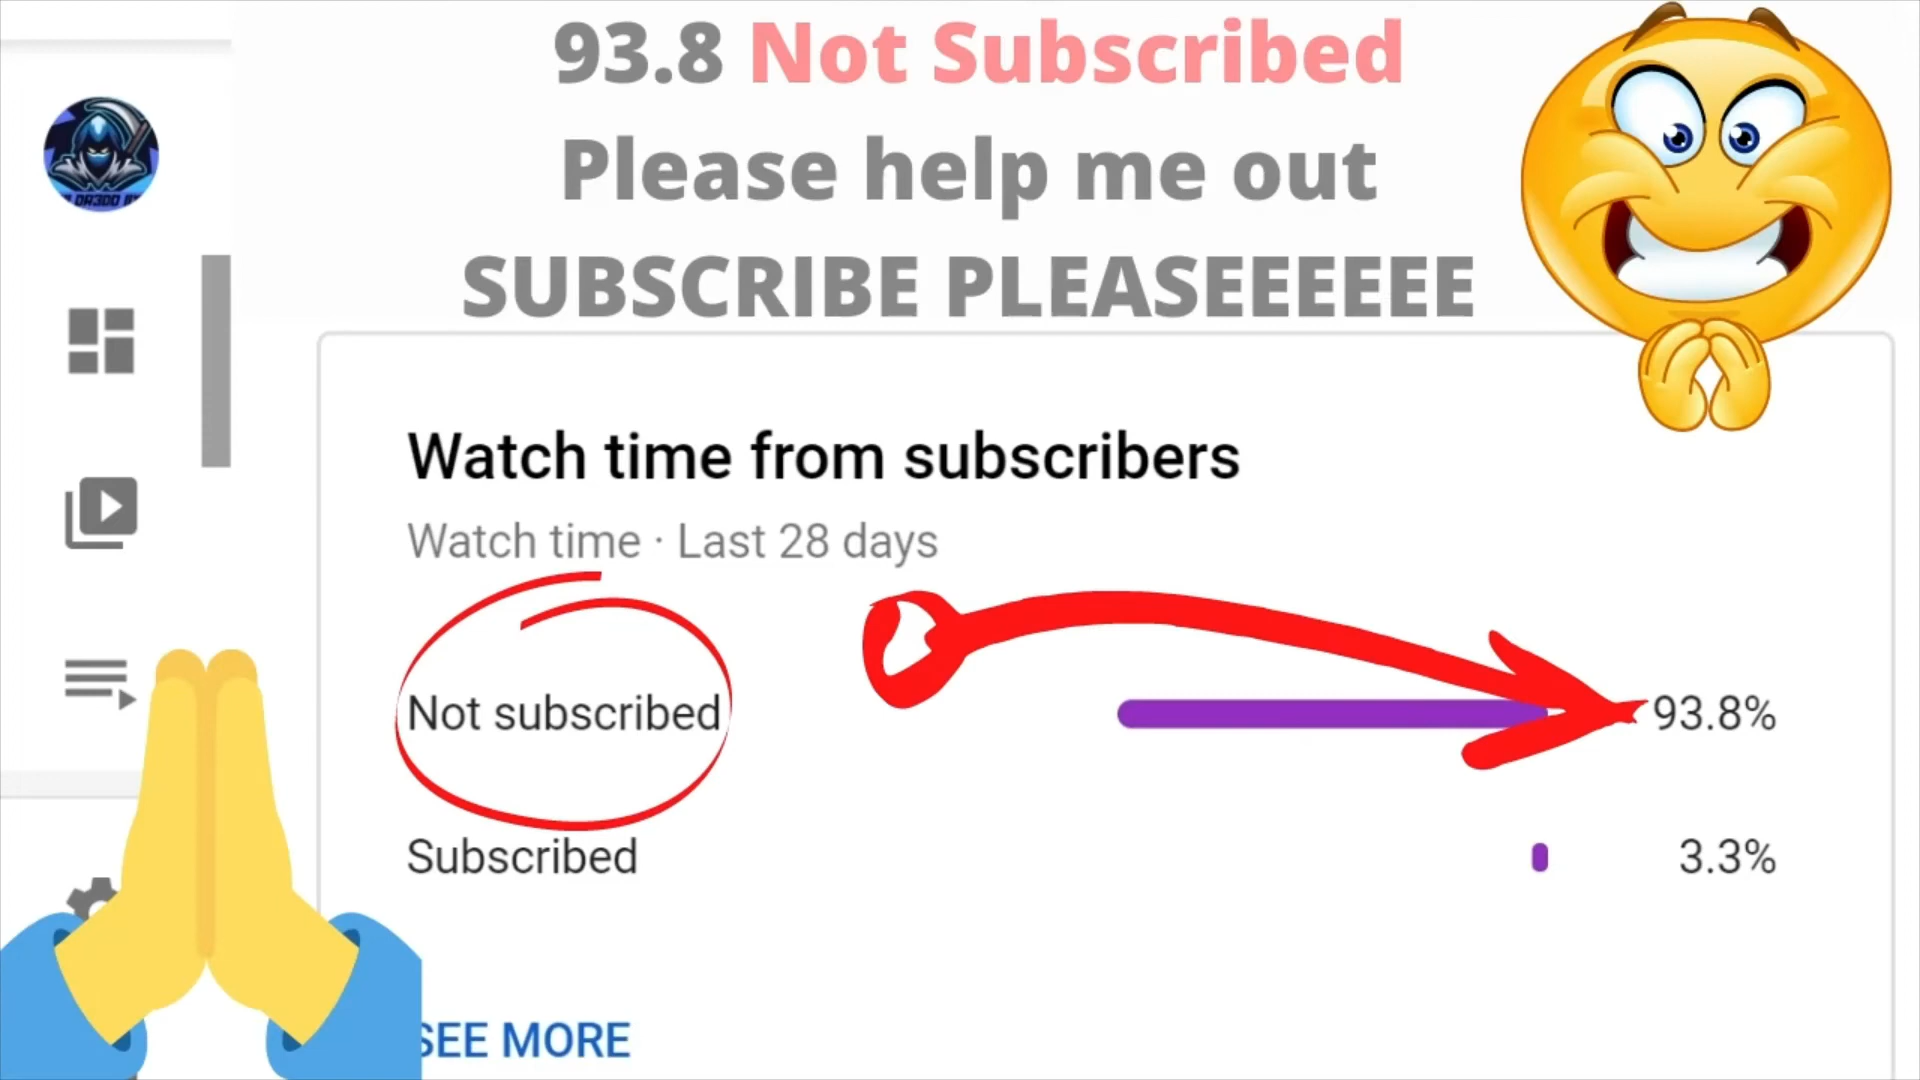 93.8 Not Subscribed
Please help me out
SUBSCRIBE PLEASEEEEEE
Watch time from subscribers
Watch time · Last 28 days
Not subscribed 93.8%
Subscribed 3.3%
SEE MORE